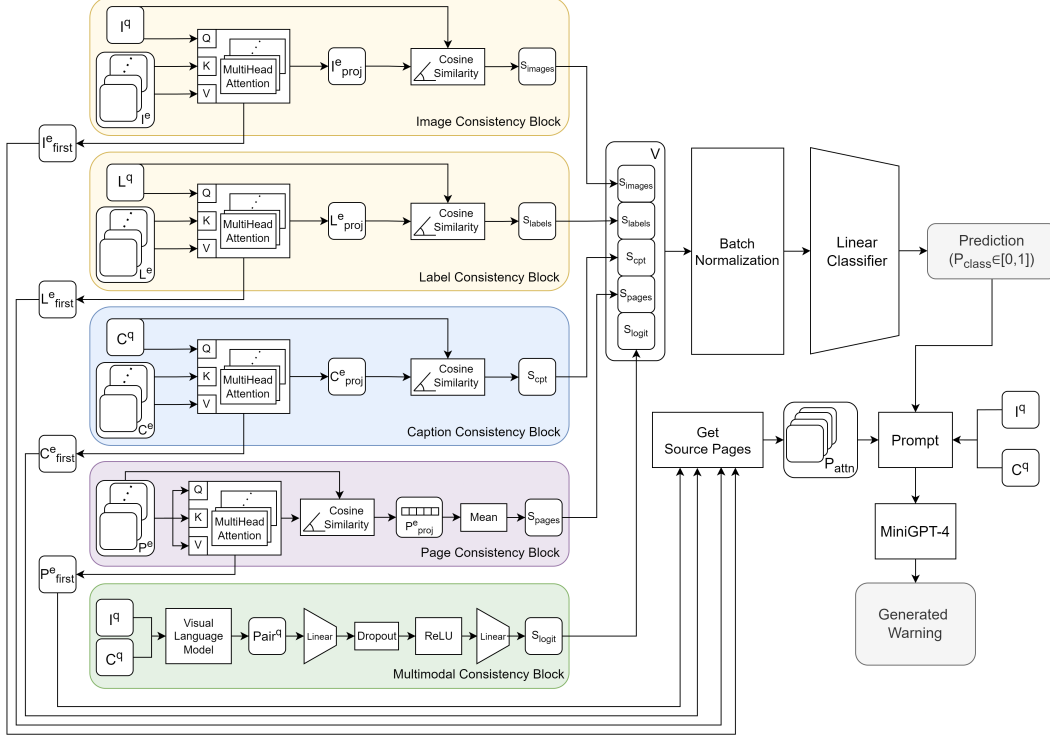 I^q
Q
K
V
MultiHead
Attention
I^e
I^e_proj
Cosine
Similarity
S_images
Image Consistency Block
I^e_first
L^q
Q
K
V
MultiHead
Attention
L^e
L^e_proj
Cosine
Similarity
S_labels
Label Consistency Block
L^e_first
C^q
Q
K
V
MultiHead
Attention
C^e
C^e_proj
Cosine
Similarity
S_cpt
Caption Consistency Block
C^e_first
P^e
Q
K
V
MultiHead
Attention
Cosine
Similarity
P^e_proj
Mean
S_pages
Page Consistency Block
P^e_first
I^q
C^q
Visual
Language
Model
Pair^q
Linear
Dropout
ReLU
Linear
S_logit
Multimodal Consistency Block
V
S_images
S_labels
S_cpt
S_pages
S_logit
Batch
Normalization
Linear
Classifier
Prediction
(P_class∈[0,1])
Get
Source Pages
P_attn
Prompt
I^q
C^q
MiniGPT-4
Generated
Warning